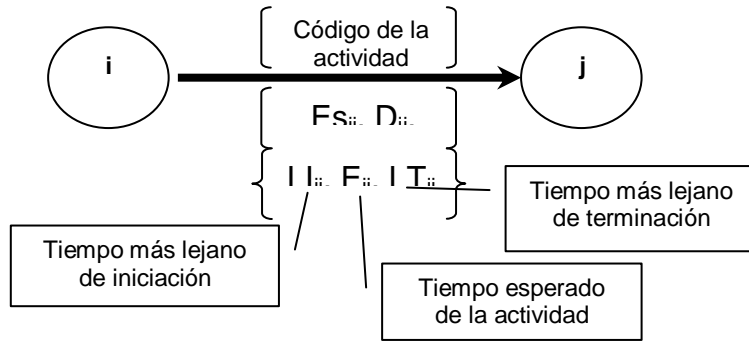 Código de la
actividad
i
j
Tiempo más lejano
de terminación
Tiempo más lejano
de iniciación
Tiempo esperado
de la actividad